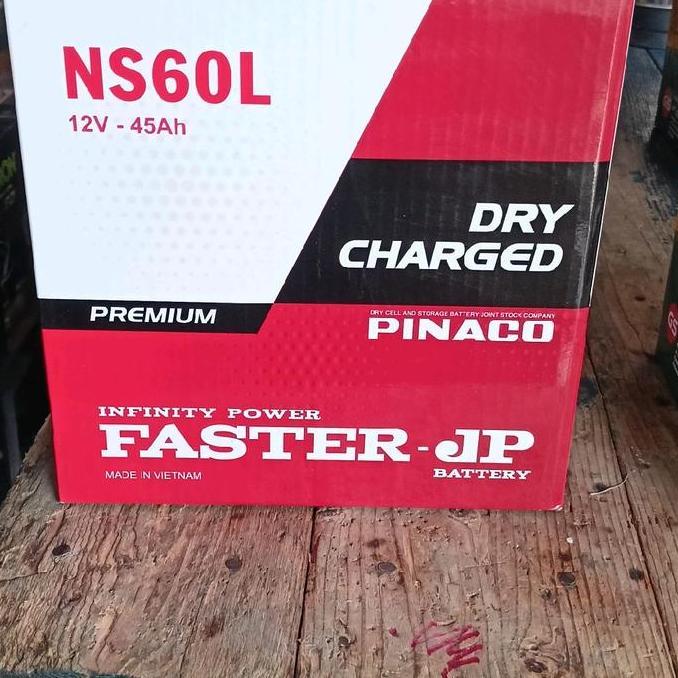 NS60L
12V - 45Ah
DRY
CHARGED
PREMIUM
DRY CELL AND STORAGE BATTERY JOINT STOCK COMPANY
PINACO
INFINITY POWER
FASTER-JP
BATTERY
MADE IN VIETNAM